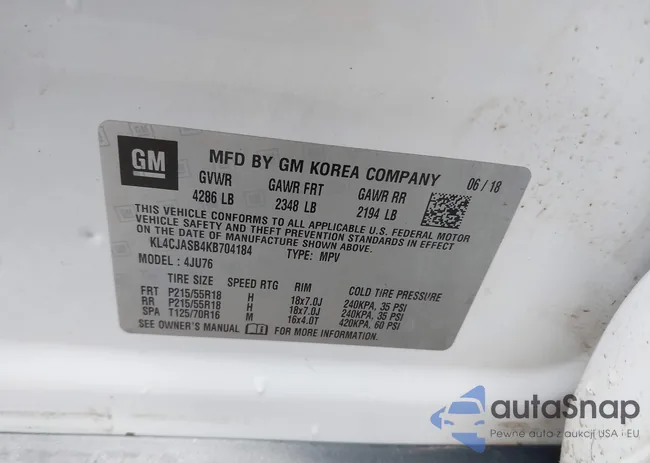 GM MFD BY GM KOREA COMPANY 06 / 18
GVWR GAWR FRT GAWR RR
4286 LB 2348 LB 2194 LB
THIS VEHICLE CONFORMS TO ALL APPLICABLE U.S. FEDERAL MOTOR
VEHICLE SAFETY AND THEFT PREVENTION STANDARDS IN EFFECT
ON THE DATE OF MANUFACTURE SHOWN ABOVE.
KL4CJASB4KB704184 TYPE: MPV
MODEL : 4JU76
TIRE SIZE SPEED RTG RIM COLD TIRE PRESSURE
FRT P215/55R18 H 18x7.0J 240KPA, 35 PSI
RR P215/55R18 H 18x7.0J 240KPA, 35 PSI
SPA T125/70R16 M 16x4.0T 420KPA, 60 PSI
SEE OWNER'S MANUAL FOR MORE INFORMATION.
autaSnap
Pewne auto z aukcji USA i EU